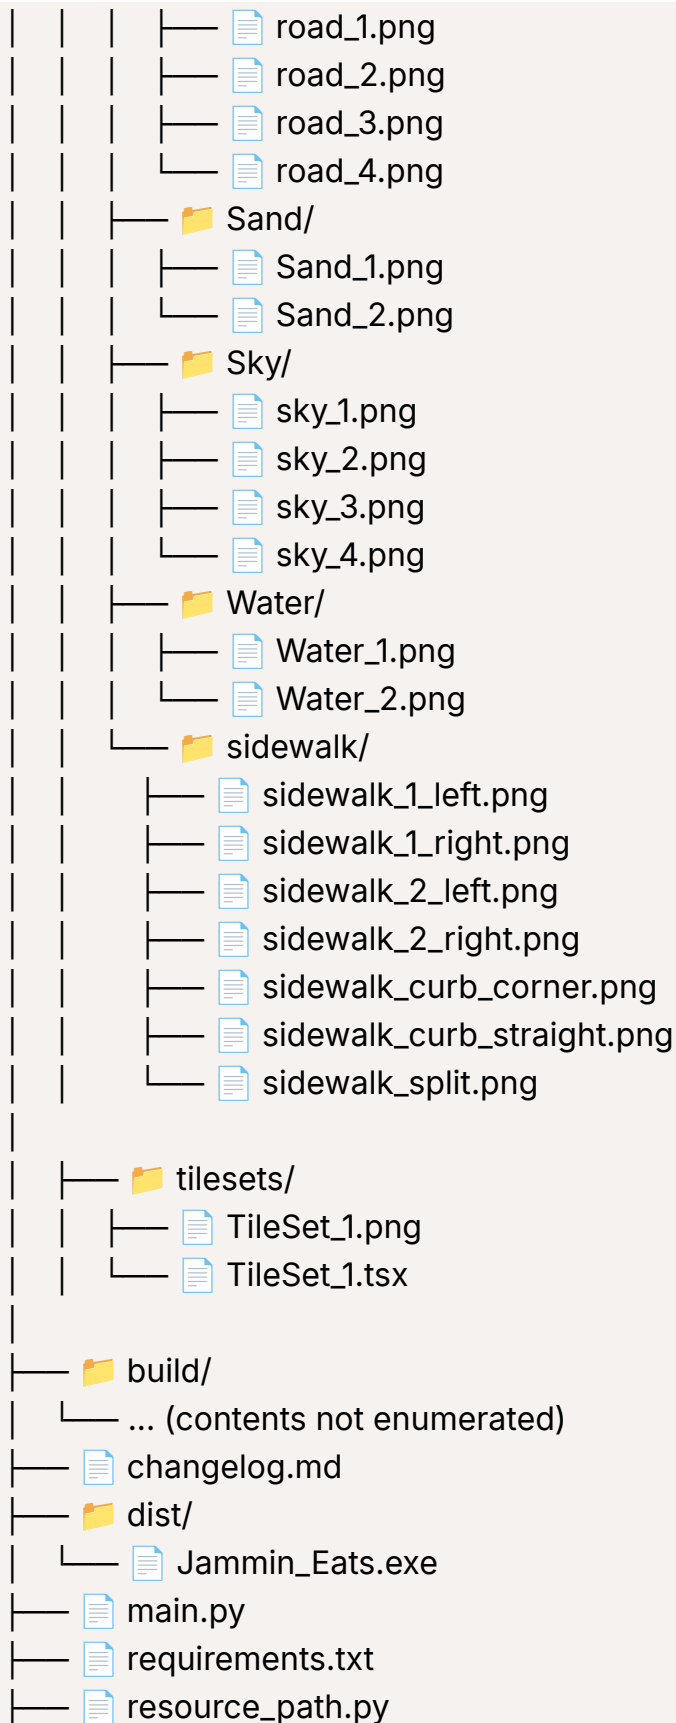 │ │ │ ├── 📄 road_1.png
│ │ │ ├── 📄 road_2.png
│ │ │ ├── 📄 road_3.png
│ │ │ └── 📄 road_4.png
│ │ ├── 📁 Sand/
│ │ │ ├── 📄 Sand_1.png
│ │ │ └── 📄 Sand_2.png
│ │ ├── 📁 Sky/
│ │ │ ├── 📄 sky_1.png
│ │ │ ├── 📄 sky_2.png
│ │ │ ├── 📄 sky_3.png
│ │ │ └── 📄 sky_4.png
│ │ ├── 📁 Water/
│ │ │ ├── 📄 Water_1.png
│ │ │ └── 📄 Water_2.png
│ │ └── 📁 sidewalk/
│ │ ├── 📄 sidewalk_1_left.png
│ │ ├── 📄 sidewalk_1_right.png
│ │ ├── 📄 sidewalk_2_left.png
│ │ ├── 📄 sidewalk_2_right.png
│ │ ├── 📄 sidewalk_curb_corner.png
│ │ ├── 📄 sidewalk_curb_straight.png
│ │ └── 📄 sidewalk_split.png
│
│ ├── 📁 tilesets/
│ │ ├── 📄 TileSet_1.png
│ │ └── 📄 TileSet_1.tsx
│
├── 📁 build/
│ └── ... (contents not enumerated)
├── 📄 changelog.md
├── 📁 dist/
│ └── 📄 Jammin_Eats.exe
├── 📄 main.py
├── 📄 requirements.txt
├── 📄 resource_path.py